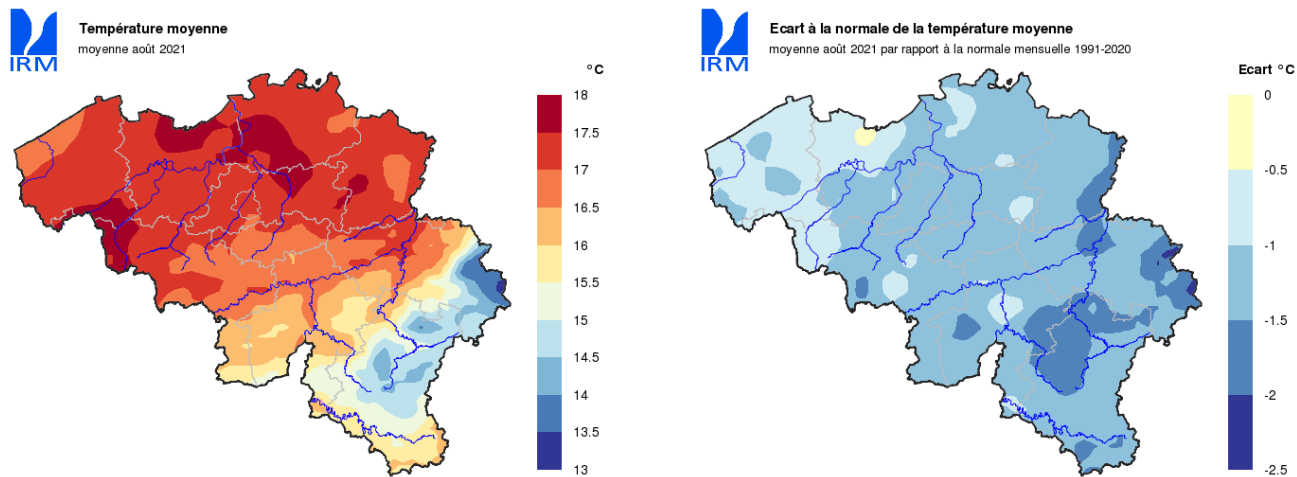 IRM
Température moyenne
moyenne août 2021
°C
18
17.5
17
16.5
16
15.5
15
14.5
14
13.5
13
IRM
Ecart à la normale de la température moyenne
moyenne août 2021 par rapport à la normale mensuelle 1991-2020
Ecart °C
0
-0.5
-1
-1.5
-2
-2.5